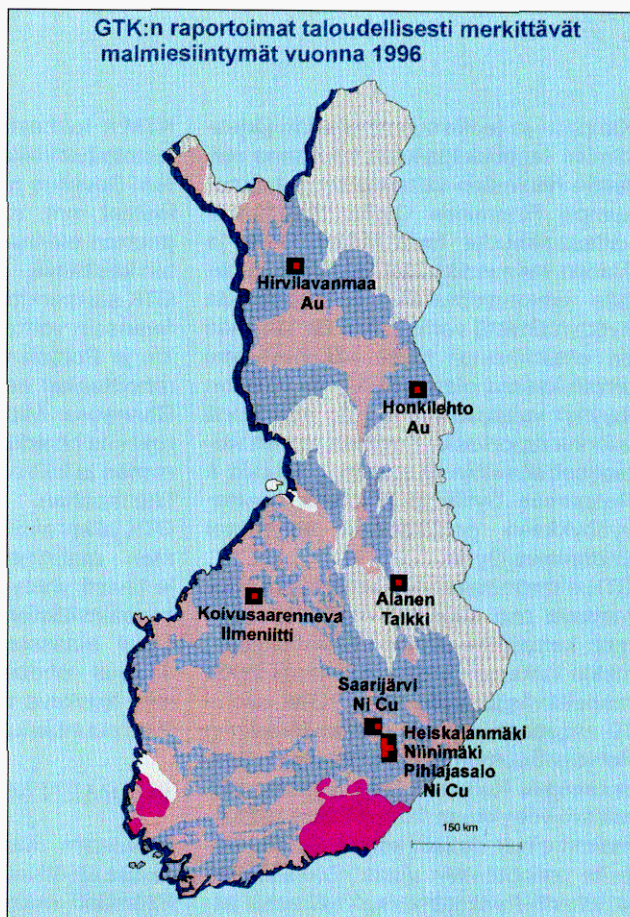 GTK:n raportoimat taloudellisesti merkittävät
malmiesiintymät vuonna 1996
Hirvilavanmaa
Au
Honkilehto
Au
Koivusaarenneva
Ilmeniitti
Alanen
Talkki
Saarijärvi
Ni Cu
Heiskalanmäki
Niinimäki
Pihlajasalo
Ni Cu
150 km